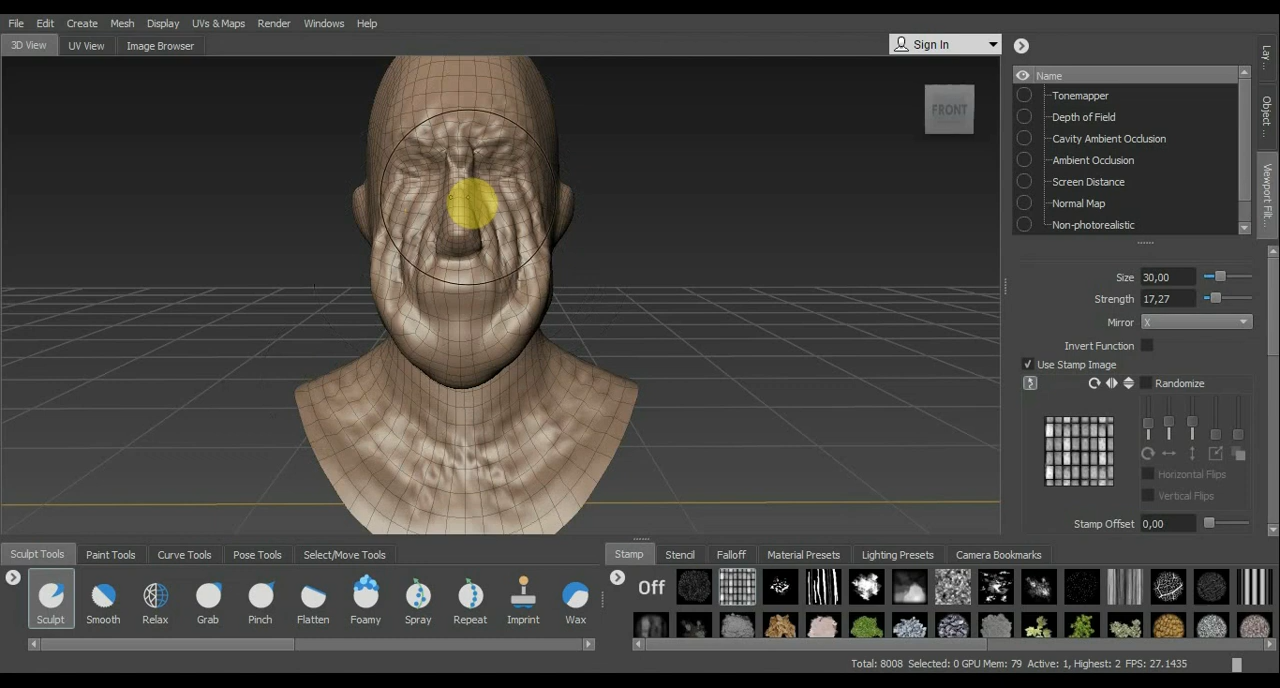 File Edit Create Mesh Display UVs & Maps Render Windows Help
3D View UV View Image Browser
Sign In
FRONT
Name
Tonemapper
Depth of Field
Cavity Ambient Occlusion
Ambient Occlusion
Screen Distance
Normal Map
Non-photorealistic
Lay...
Object ...
Viewport Filt...
Size 30,00
Strength 17,27
Mirror X
Invert Function
Use Stamp Image
Randomize
Horizontal Flips
Vertical Flips
Stamp Offset 0,00
Sculpt Tools Paint Tools Curve Tools Pose Tools Select/Move Tools
Sculpt Smooth Relax Grab Pinch Flatten Foamy Spray Repeat Imprint Wax
Stamp Stencil Falloff Material Presets Lighting Presets Camera Bookmarks
Off
Total: 8008 Selected: 0 GPU Mem: 79 Active: 1, Highest: 2 FPS: 27.1435